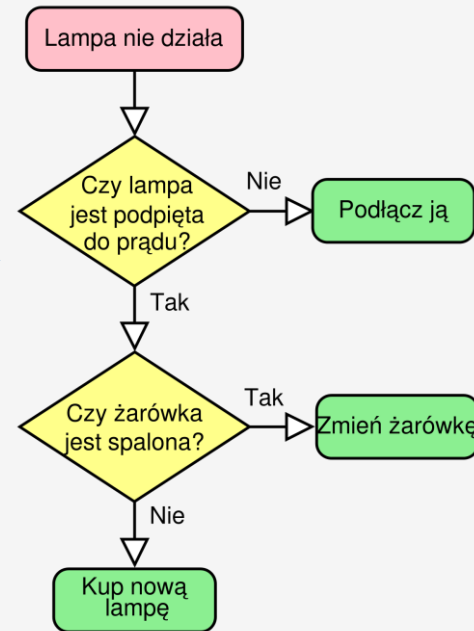 Lampa nie działa
Czy lampa
jest podpięta
do prądu?
Nie
Podłącz ją
Tak
Czy żarówka
jest spalona?
Tak
Zmień żarówkę
Nie
Kup nową
lampę